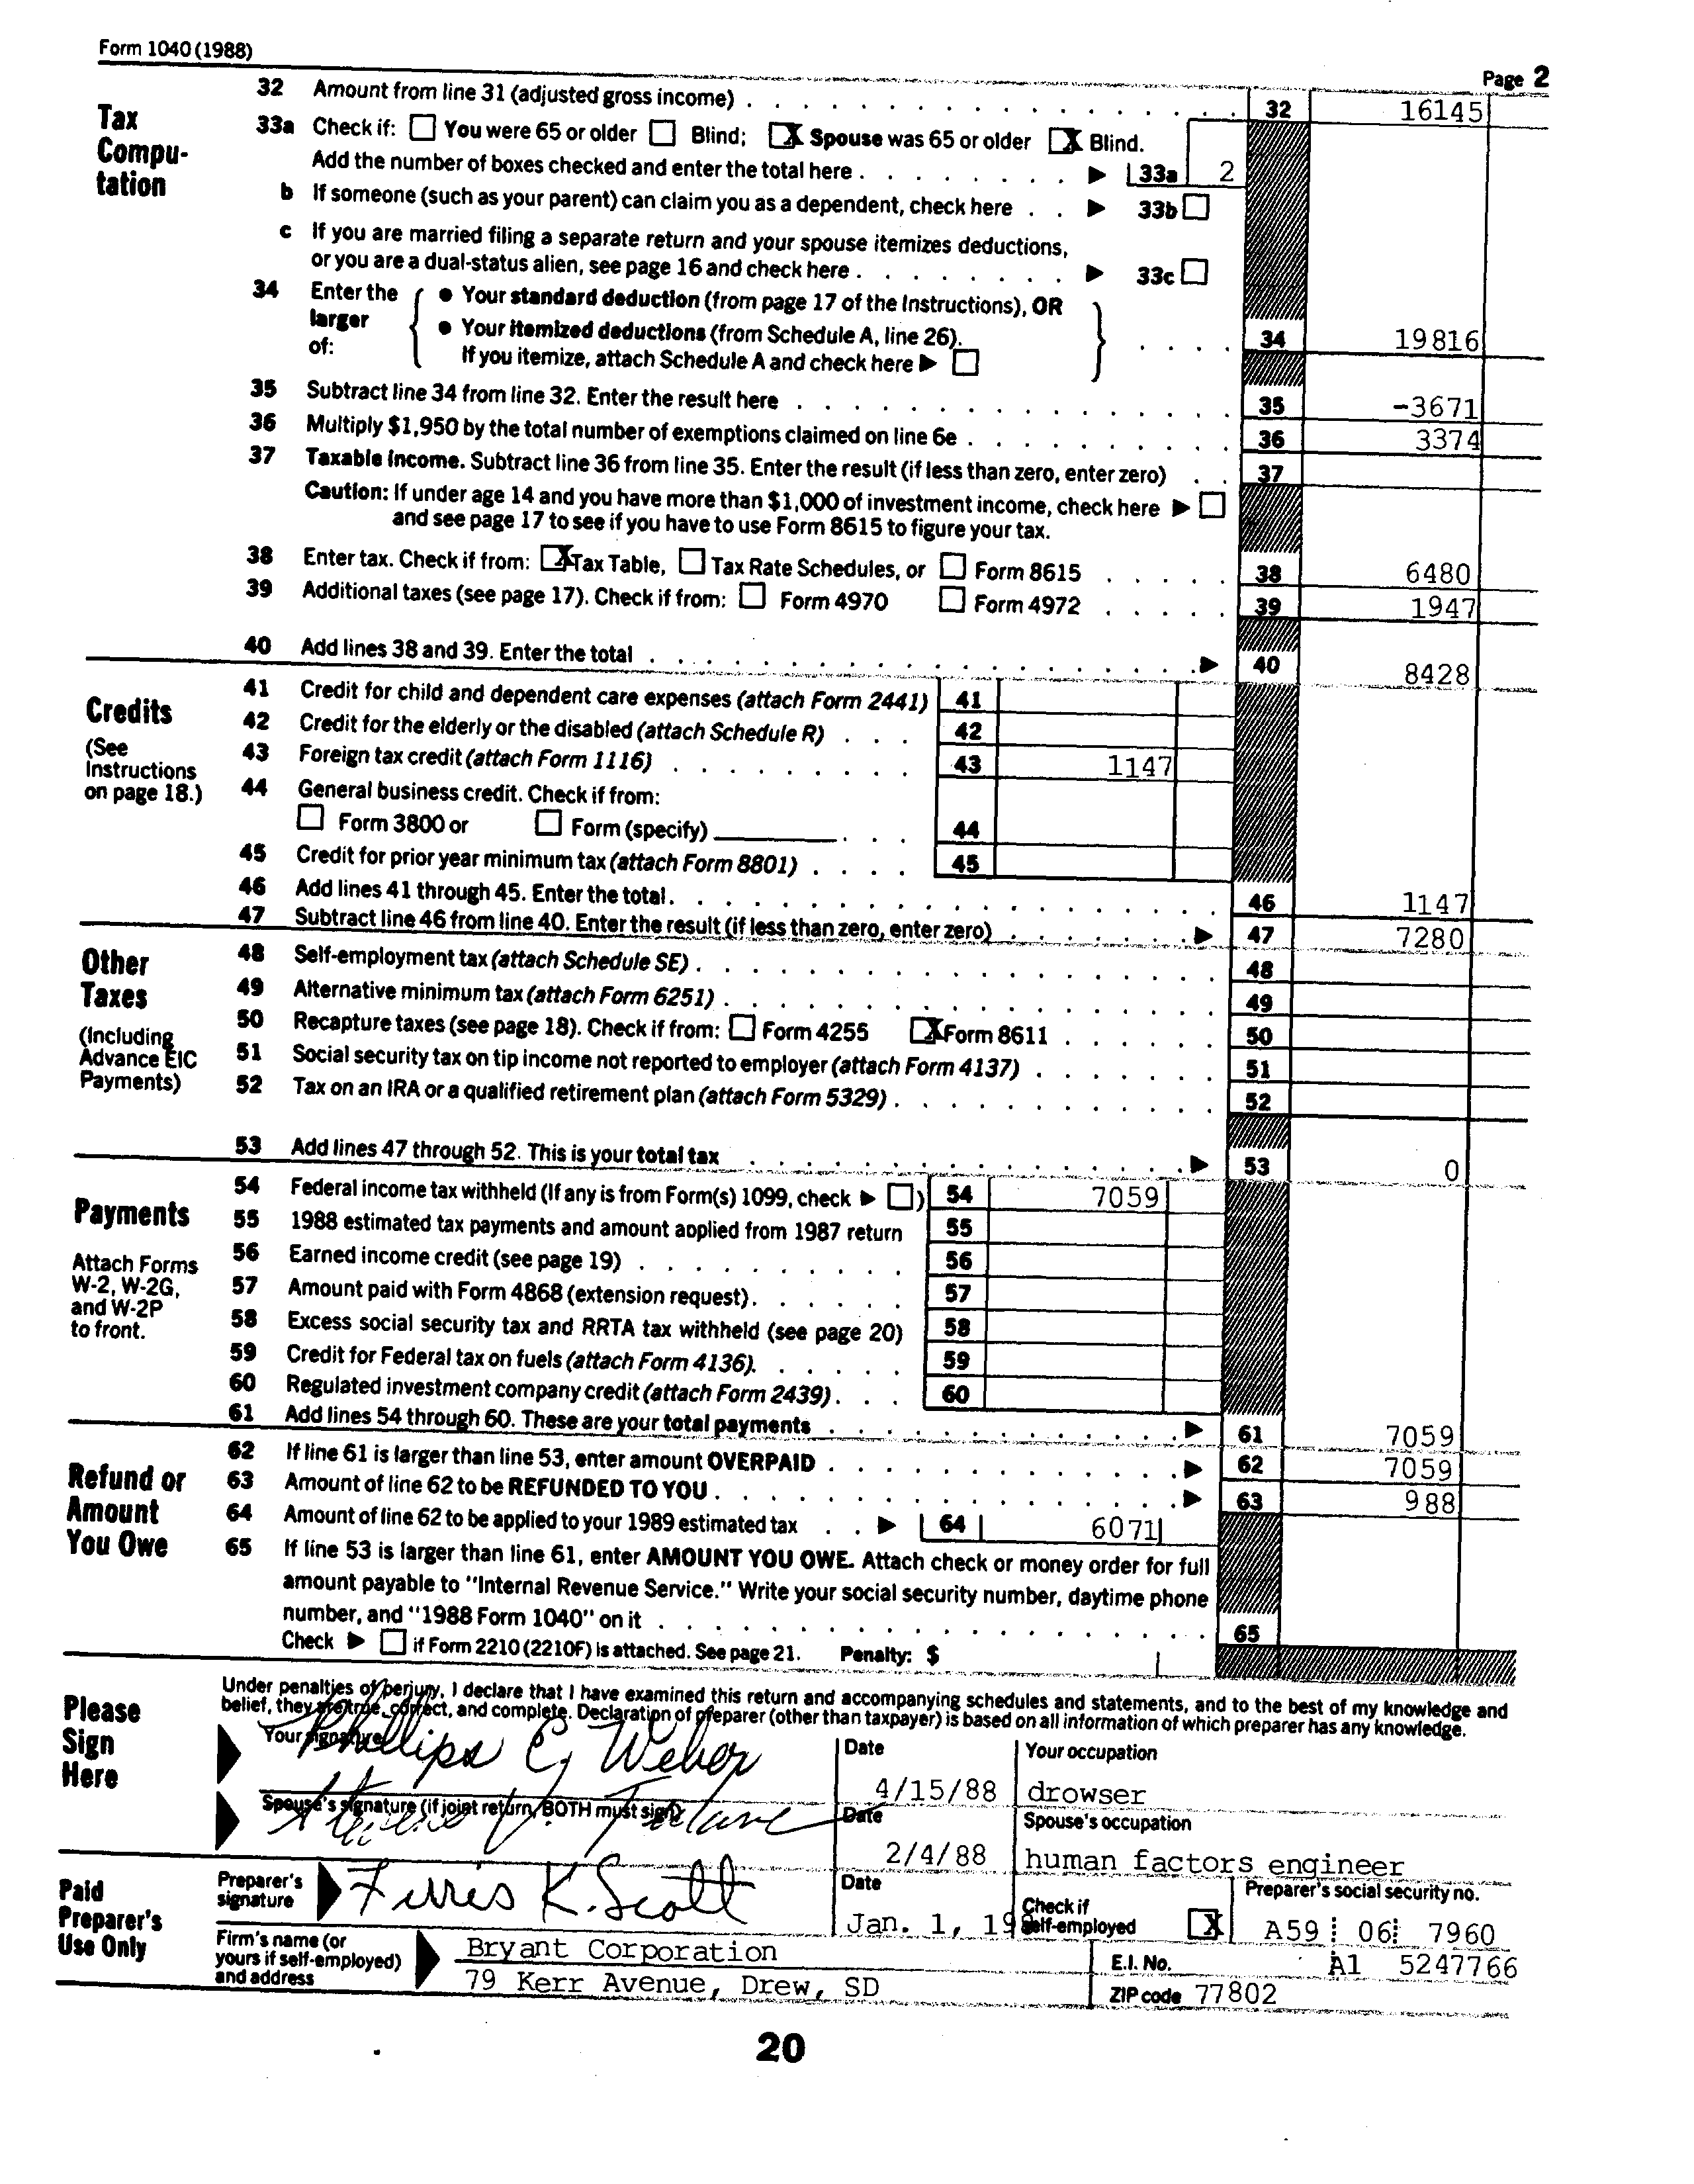 Form 1040 (1988)
Page 2
Tax Compu-tation
32 Amount from line 31 (adjusted gross income) 32 16145
33a Check if: You were 65 or older Blind; X Spouse was 65 or older X Blind.
Add the number of boxes checked and enter the total here 33a 2
b If someone (such as your parent) can claim you as a dependent, check here 33b
c If you are married filing a separate return and your spouse itemizes deductions,
or you are a dual-status alien, see page 16 and check here 33c
34 Enter the larger of:
• Your standard deduction (from page 17 of the Instructions), OR
• Your itemized deductions (from Schedule A, line 26).
If you itemize, attach Schedule A and check here
34 19816
35 Subtract line 34 from line 32. Enter the result here 35 -3671
36 Multiply $1,950 by the total number of exemptions claimed on line 6e 36 3374
37 Taxable income. Subtract line 36 from line 35. Enter the result (if less than zero, enter zero) 37
Caution: If under age 14 and you have more than $1,000 of investment income, check here
and see page 17 to see if you have to use Form 8615 to figure your tax.
38 Enter tax. Check if from: X Tax Table, Tax Rate Schedules, or Form 8615 38 6480
39 Additional taxes (see page 17). Check if from: Form 4970 Form 4972 39 1947
40 Add lines 38 and 39. Enter the total 40 8428
Credits
(See Instructions on page 18.)
41 Credit for child and dependent care expenses (attach Form 2441) 41
42 Credit for the elderly or the disabled (attach Schedule R) 42
43 Foreign tax credit (attach Form 1116) 43 1147
44 General business credit. Check if from:
Form 3800 or Form (specify) 44
45 Credit for prior year minimum tax (attach Form 8801) 45
46 Add lines 41 through 45. Enter the total 46 1147
47 Subtract line 46 from line 40. Enter the result (if less than zero, enter zero) 47 7280
Other Taxes
(Including Advance EIC Payments)
48 Self-employment tax (attach Schedule SE) 48
49 Alternative minimum tax (attach Form 6251) 49
50 Recapture taxes (see page 18). Check if from: Form 4255 X Form 8611 50
51 Social security tax on tip income not reported to employer (attach Form 4137) 51
52 Tax on an IRA or a qualified retirement plan (attach Form 5329) 52
53 Add lines 47 through 52. This is your total tax 53 0
Payments
Attach Forms W-2, W-2G, and W-2P to front.
54 Federal income tax withheld (If any is from Form(s) 1099, check ) 54 7059
55 1988 estimated tax payments and amount applied from 1987 return 55
56 Earned income credit (see page 19) 56
57 Amount paid with Form 4868 (extension request) 57
58 Excess social security tax and RRTA tax withheld (see page 20) 58
59 Credit for Federal tax on fuels (attach Form 4136) 59
60 Regulated investment company credit (attach Form 2439) 60
61 Add lines 54 through 60. These are your total payments 61 7059
Refund or Amount You Owe
62 If line 61 is larger than line 53, enter amount OVERPAID 62 7059
63 Amount of line 62 to be REFUNDED TO YOU 63 988
64 Amount of line 62 to be applied to your 1989 estimated tax 64 6071
65 If line 53 is larger than line 61, enter AMOUNT YOU OWE. Attach check or money order for full
amount payable to "Internal Revenue Service." Write your social security number, daytime phone
number, and "1988 Form 1040" on it 65
Check if Form 2210 (2210F) is attached. See page 21. Penalty: $
Please Sign Here
Under penalties of perjury, I declare that I have examined this return and accompanying schedules and statements, and to the best of my knowledge and
belief, they are true, correct, and complete. Declaration of preparer (other than taxpayer) is based on all information of which preparer has any knowledge.
Your signature Phillipa C Weber
Date 4/15/88
Your occupation drowser
Spouse's signature (if joint return, BOTH must sign)
Date 2/4/88
Spouse's occupation human factors engineer
Paid Preparer's Use Only
Preparer's signature Ferris K. Scott
Date Jan. 1, 19
Check if self-employed X
Preparer's social security no. A59 06 7960
Firm's name (or yours if self-employed) and address
Bryant Corporation
79 Kerr Avenue, Drew, SD
E.I. No. A1 5247766
ZIP code 77802
20